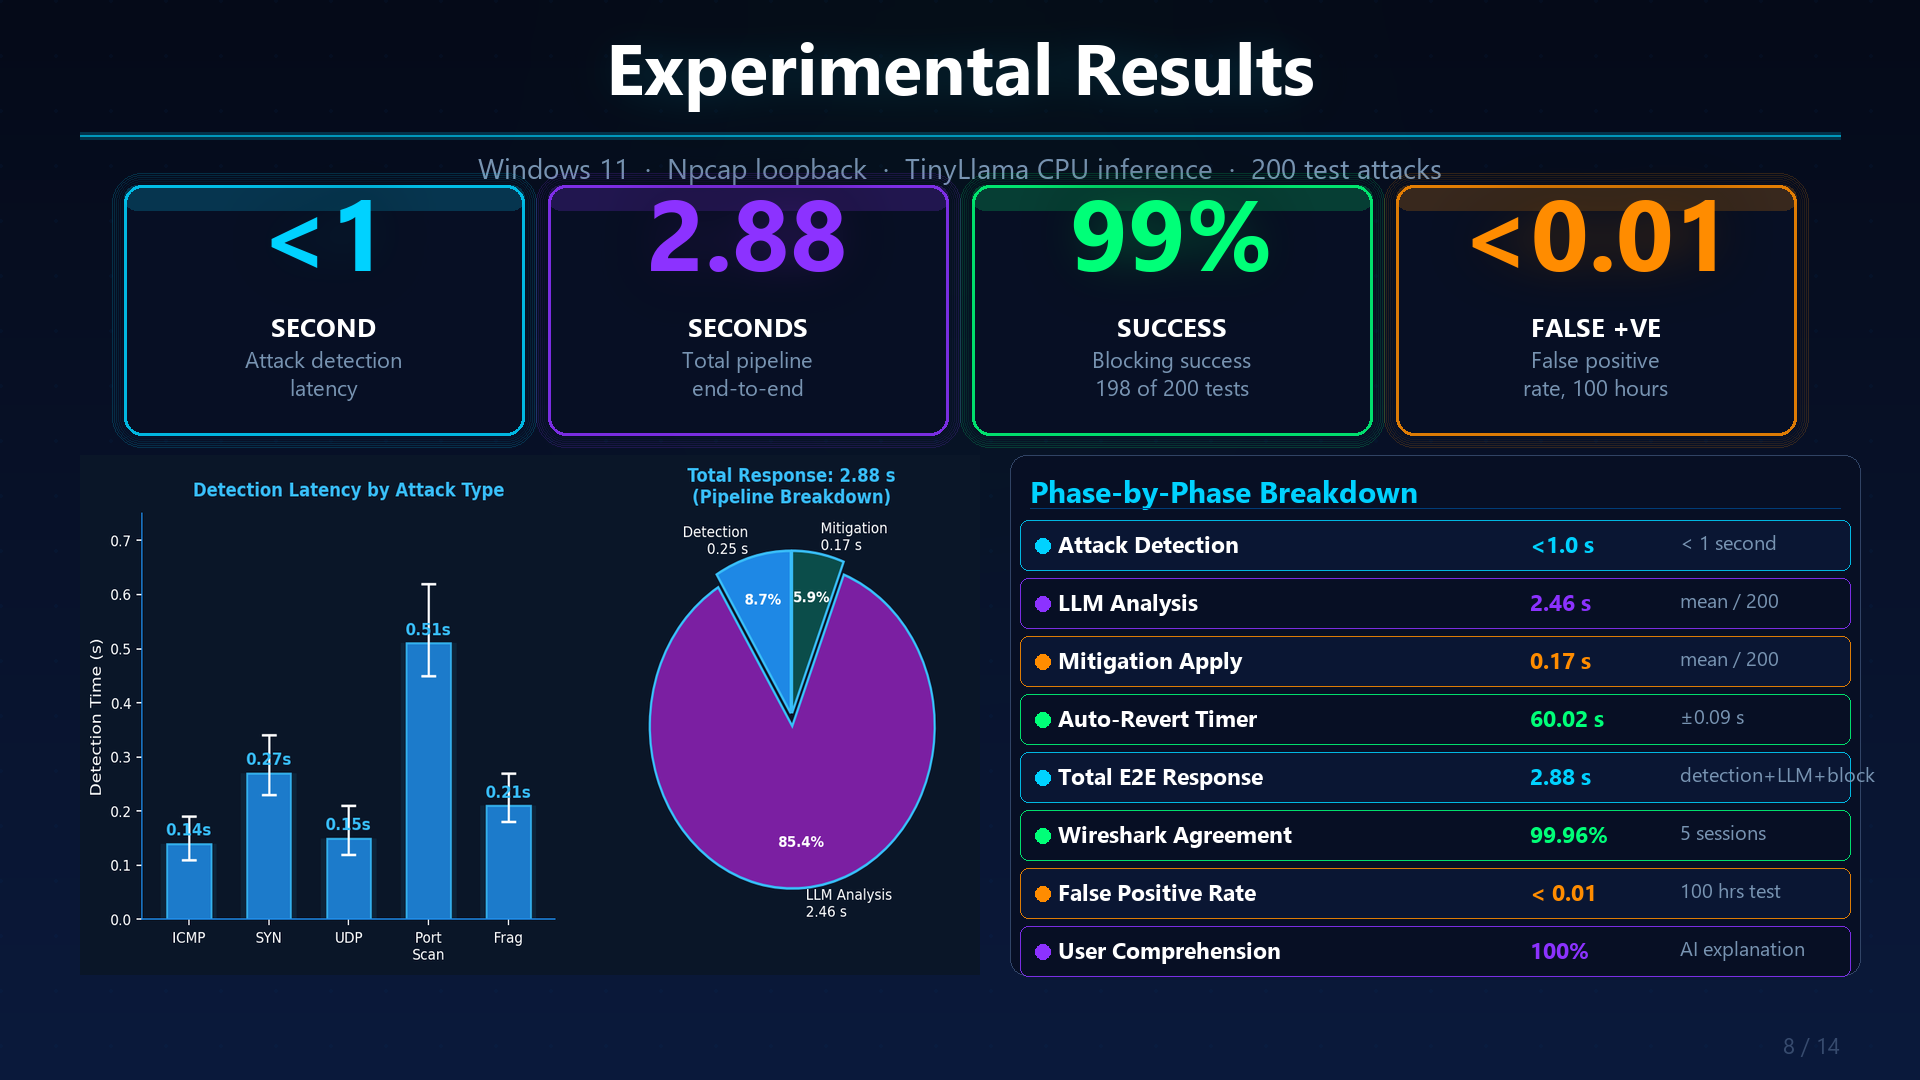 Experimental Results
Windows 11 · Npcap loopback · TinyLlama CPU inference · 200 test attacks
<1
SECOND
Attack detection
latency
2.88
SECONDS
Total pipeline
end-to-end
99%
SUCCESS
Blocking success
198 of 200 tests
<0.01
FALSE +VE
False positive
rate, 100 hours
Detection Latency by Attack Type
Detection Time (s)
0.7
0.6
0.5
0.4
0.3
0.2
0.1
0.0
0.14s
0.27s
0.15s
0.51s
0.21s
ICMP
SYN
UDP
Port
Scan
Frag
Total Response: 2.88 s
(Pipeline Breakdown)
Detection
0.25 s
Mitigation
0.17 s
8.7%
5.9%
85.4%
LLM Analysis
2.46 s
Phase-by-Phase Breakdown
Attack Detection <1.0 s < 1 second
LLM Analysis 2.46 s mean / 200
Mitigation Apply 0.17 s mean / 200
Auto-Revert Timer 60.02 s ±0.09 s
Total E2E Response 2.88 s detection+LLM+block
Wireshark Agreement 99.96% 5 sessions
False Positive Rate < 0.01 100 hrs test
User Comprehension 100% AI explanation
8 / 14